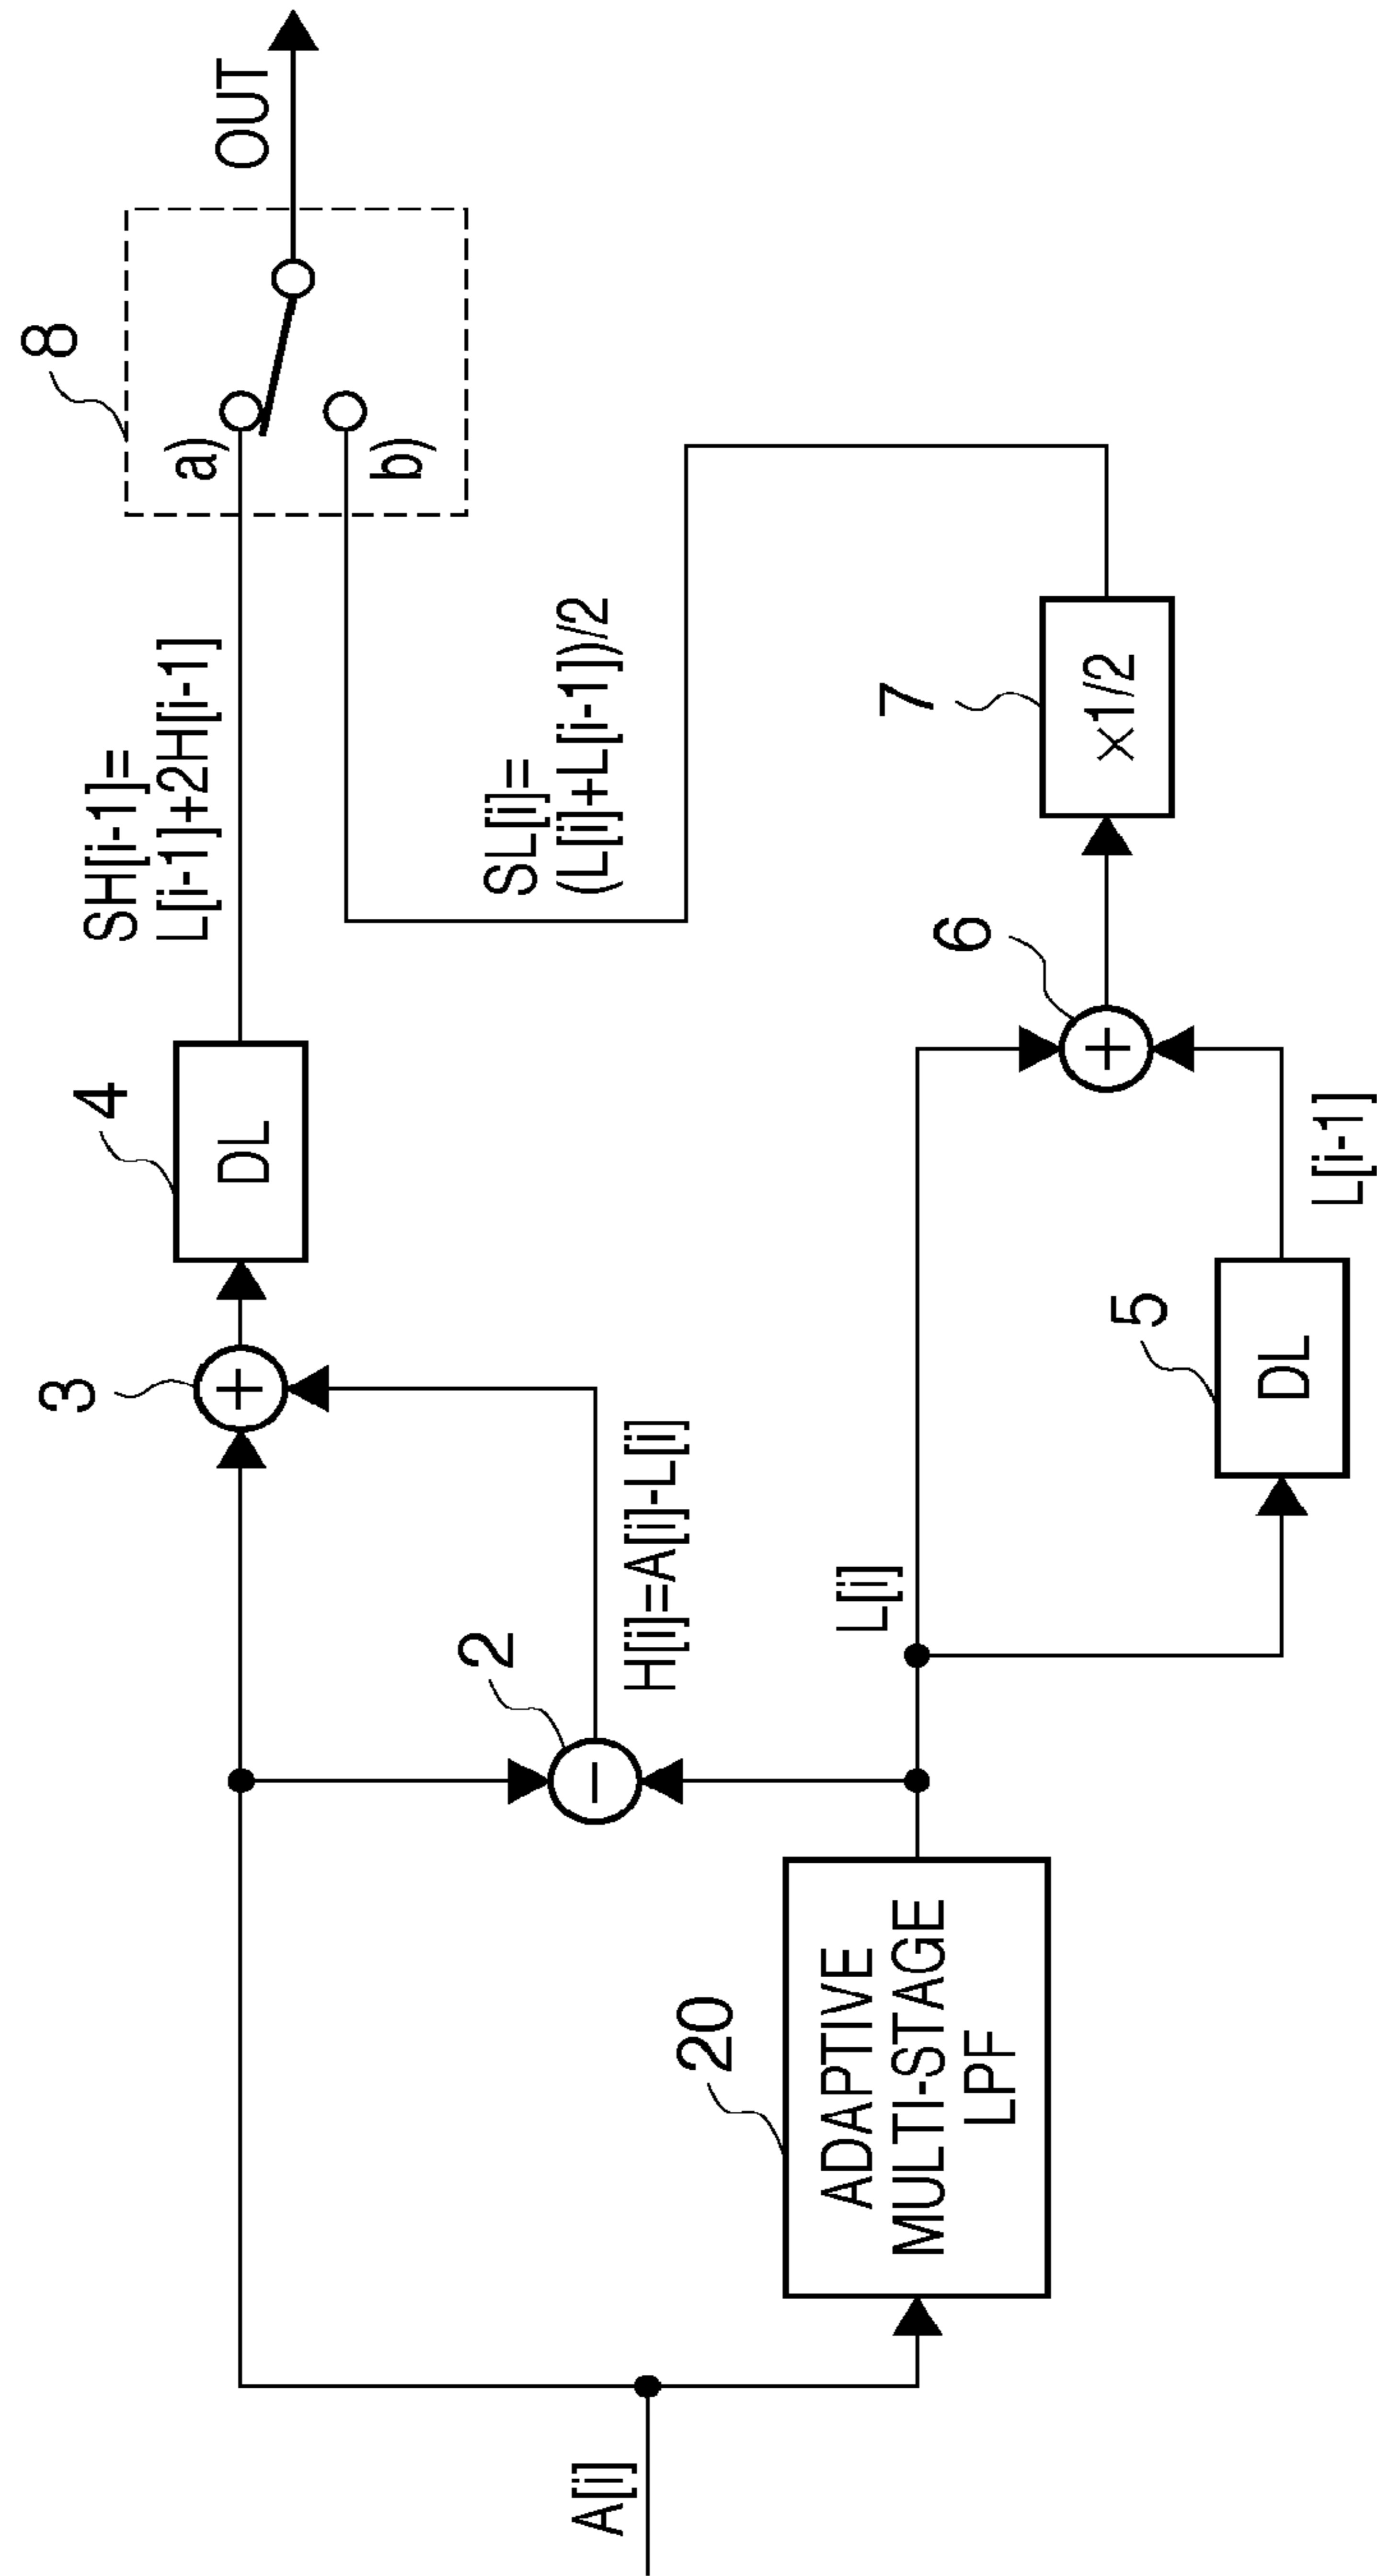 A[i]
20
ADAPTIVE
MULTI-STAGE
LPF
2
−
H[i]=A[i]-L[i]
L[i]
3
+
4
DL
SH[i-1]=
L[i-1]+2H[i-1]
5
DL
L[i-1]
6
+
7
×1/2
SL[i]=
(L[i]+L[i-1])/2
8
a)
b)
OUT